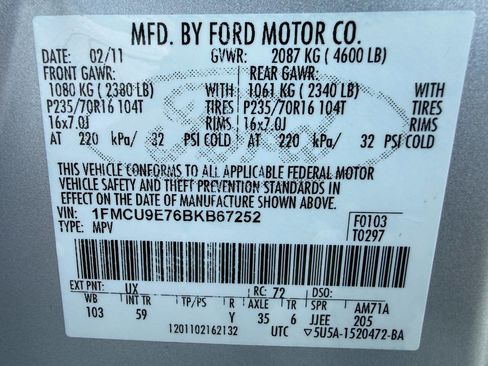 MFD. BY FORD MOTOR CO.
DATE: 02/11 GVWR: 2087 KG ( 4600 LB)
FRONT GAWR: REAR GAWR:
1080 KG ( 2380 LB) WITH 1061 KG ( 2340 LB) WITH
P235/70R16 104T TIRES P235/70R16 104T TIRES
16x7.0J RIMS 16x7.0J RIMS
AT 220 kPa/ 32 PSI COLD AT 220 kPa/ 32 PSI COLD
THIS VEHICLE CONFORMS TO ALL APPLICABLE FEDERAL MOTOR
VEHICLE SAFETY AND THEFT PREVENTION STANDARDS IN
EFFECT ON THE DATE OF MANUFACTURE SHOWN ABOVE.
VIN: 1FMCU9E76BKB67252 F0103
TYPE: MPV T0297
EXT PNT: UX RC: 72 DSO:
WB INT TR TP/PS R AXLE TR SPR AM71A
103 59 Y 35 6 JJEE 205
1201102162132 UTC ▽5U5A-1520472-BA